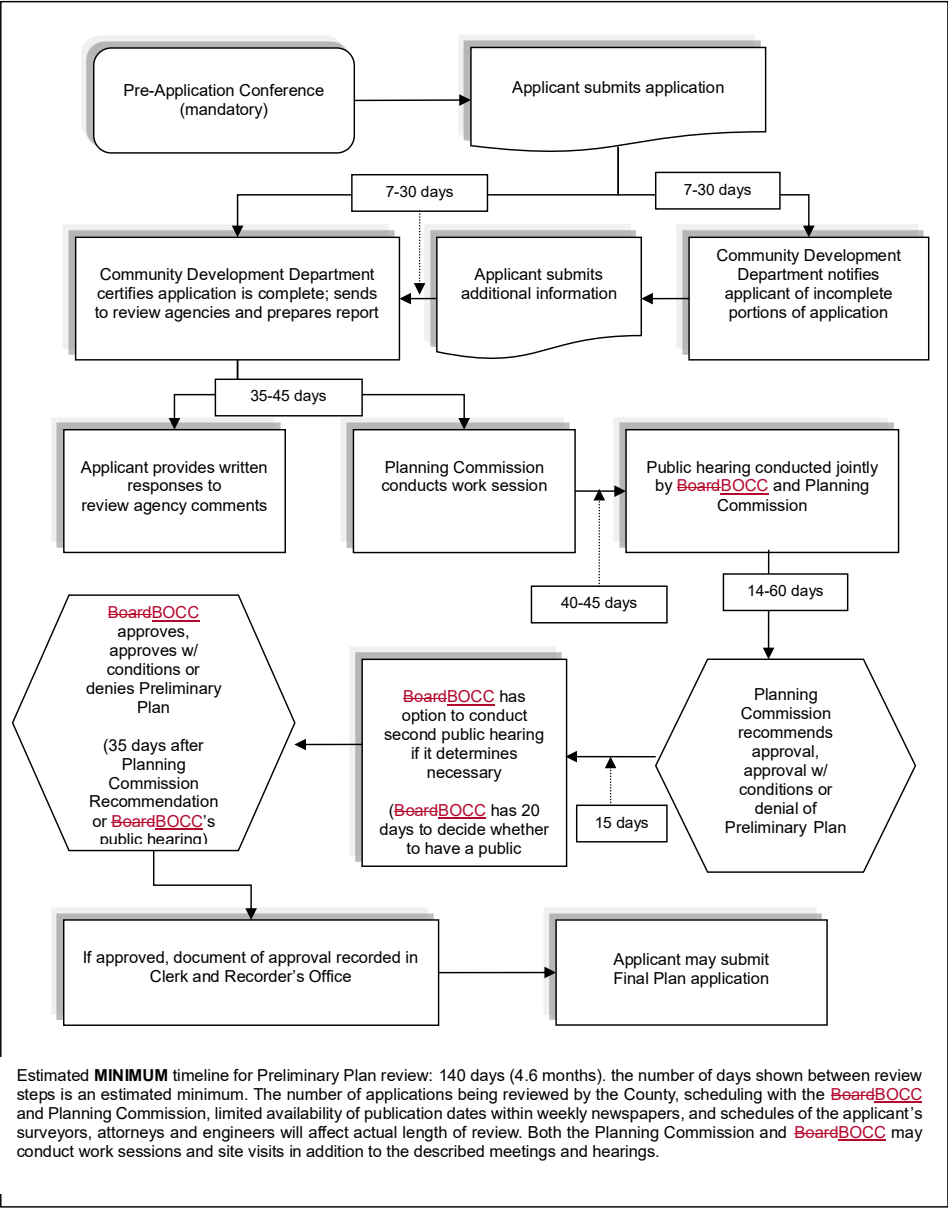 Pre-Application Conference
(mandatory)
Applicant submits application
7-30 days
7-30 days
Community Development Department
certifies application is complete; sends
to review agencies and prepares report
Applicant submits
additional information
Community Development
Department notifies
applicant of incomplete
portions of application
35-45 days
Applicant provides written
responses to
review agency comments
Planning Commission
conducts work session
Public hearing conducted jointly
by BoardBOCC and Planning
Commission
40-45 days
14-60 days
BoardBOCC
approves,
approves w/
conditions or
denies Preliminary
Plan
(35 days after
Planning
Commission
Recommendation
or BoardBOCC's
public hearing)
BoardBOCC has
option to conduct
second public hearing
if it determines
necessary
(BoardBOCC has 20
days to decide whether
to have a public
15 days
Planning
Commission
recommends
approval,
approval w/
conditions or
denial of
Preliminary Plan
If approved, document of approval recorded in
Clerk and Recorder's Office
Applicant may submit
Final Plan application
Estimated MINIMUM timeline for Preliminary Plan review: 140 days (4.6 months). the number of days shown between review
steps is an estimated minimum. The number of applications being reviewed by the County, scheduling with the BoardBOCC
and Planning Commission, limited availability of publication dates within weekly newspapers, and schedules of the applicant's
surveyors, attorneys and engineers will affect actual length of review. Both the Planning Commission and BoardBOCC may
conduct work sessions and site visits in addition to the described meetings and hearings.